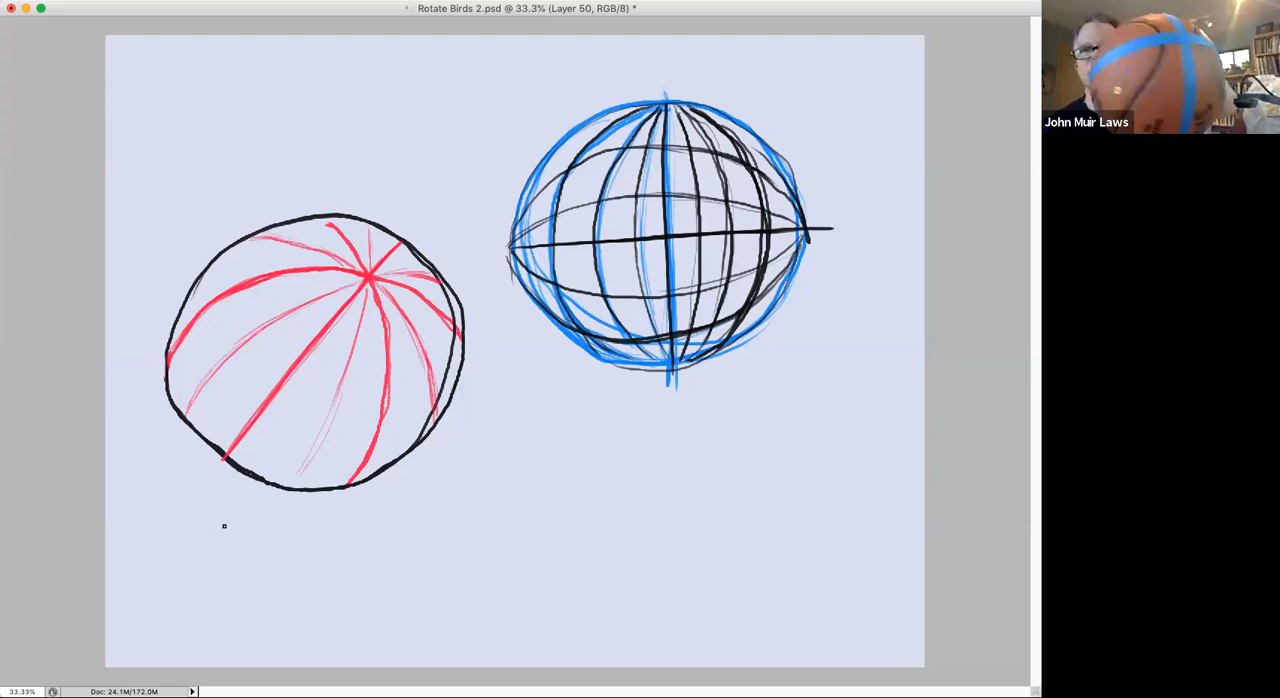 Rotate Birds 2.psd @ 33.3% (Layer 50, RGB/8) *
John Muir Laws
33.33%
Doc: 24.1M/172.0M